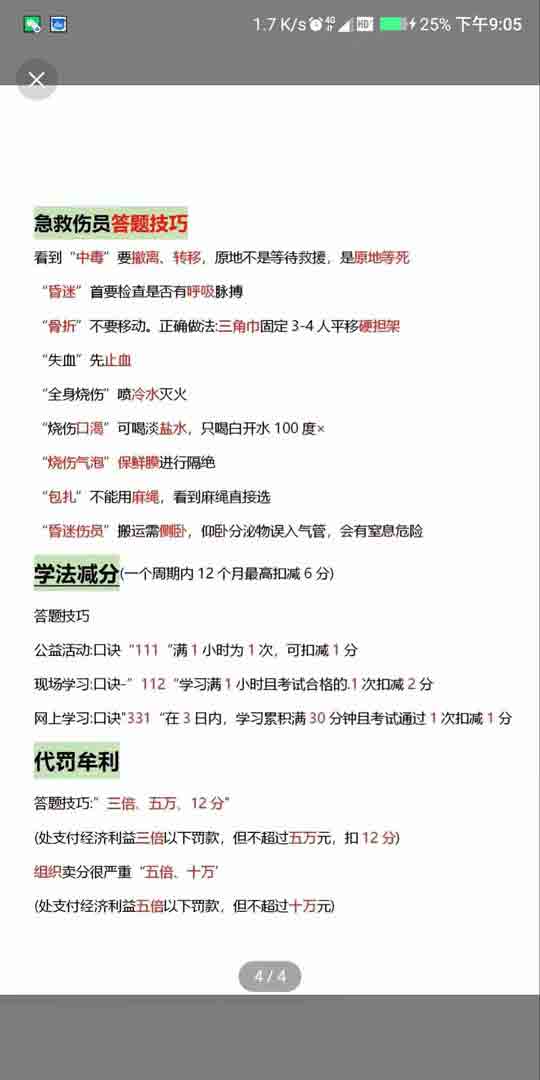 1.7 K/s 4G HD 25% 下午9:05
急救伤员答题技巧
看到“中毒”要撤离、转移，原地不是等待救援，是原地等死
“昏迷”首要检查是否有呼吸脉搏
“骨折”不要移动。正确做法:三角巾固定 3-4 人平移硬担架
“失血”先止血
“全身烧伤”喷冷水灭火
“烧伤口渴”可喝淡盐水，只喝白开水 100 度×
“烧伤气泡”保鲜膜进行隔绝
“包扎”不能用麻绳，看到麻绳直接选
“昏迷伤员”搬运需侧卧，仰卧分泌物误入气管，会有窒息危险
学法减分(一个周期内 12 个月最高扣减 6 分)
答题技巧
公益活动:口诀“111“满 1 小时为 1 次，可扣减 1 分
现场学习:口诀-”112“学习满 1 小时且考试合格的.1 次扣减 2 分
网上学习:口诀"331“在 3 日内，学习累积满 30 分钟且考试通过 1 次扣减 1 分
代罚牟利
答题技巧:”三倍、五万、12 分"
(处支付经济利益三倍以下罚款，但不超过五万元，扣 12 分)
组织卖分很严重“五倍、十万’
(处支付经济利益五倍以下罚款，但不超过十万元)
4 / 4